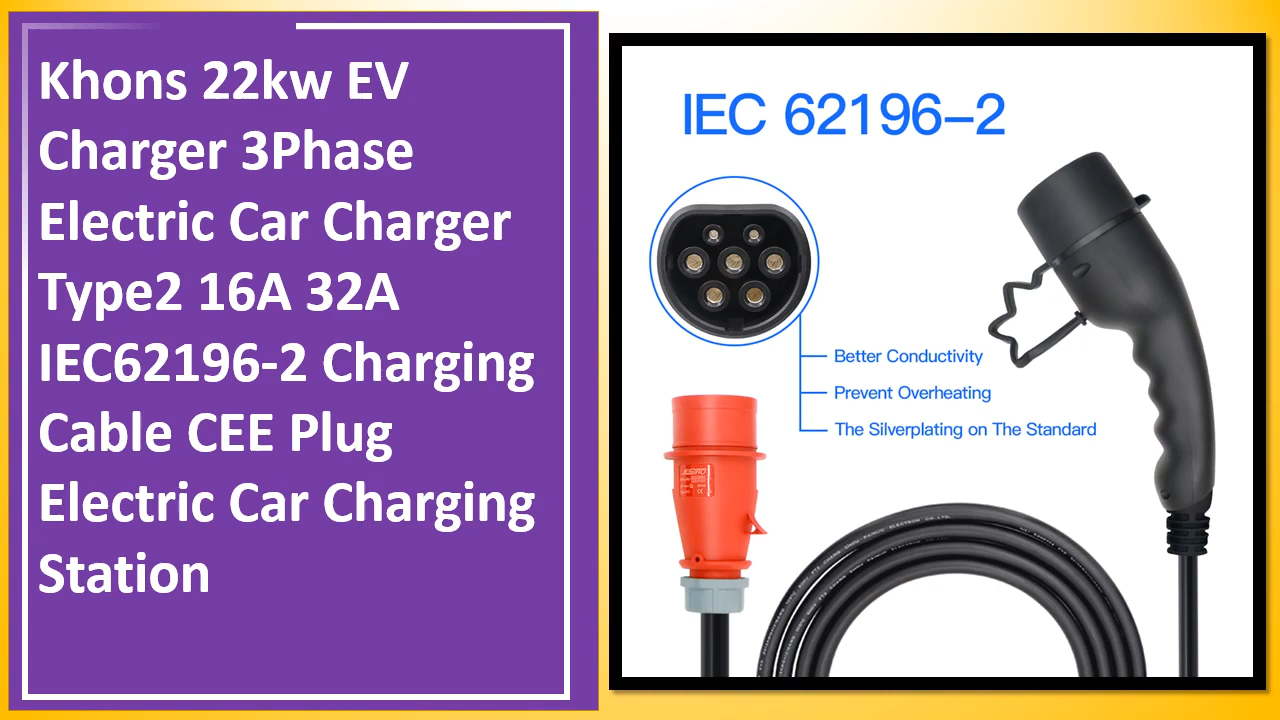 Khons 22kw EV
Charger 3Phase
Electric Car Charger
Type2 16A 32A
IEC62196-2 Charging
Cable CEE Plug
Electric Car Charging
Station
IEC 62196-2
Better Conductivity
Prevent Overheating
The Silverplating on The Standard